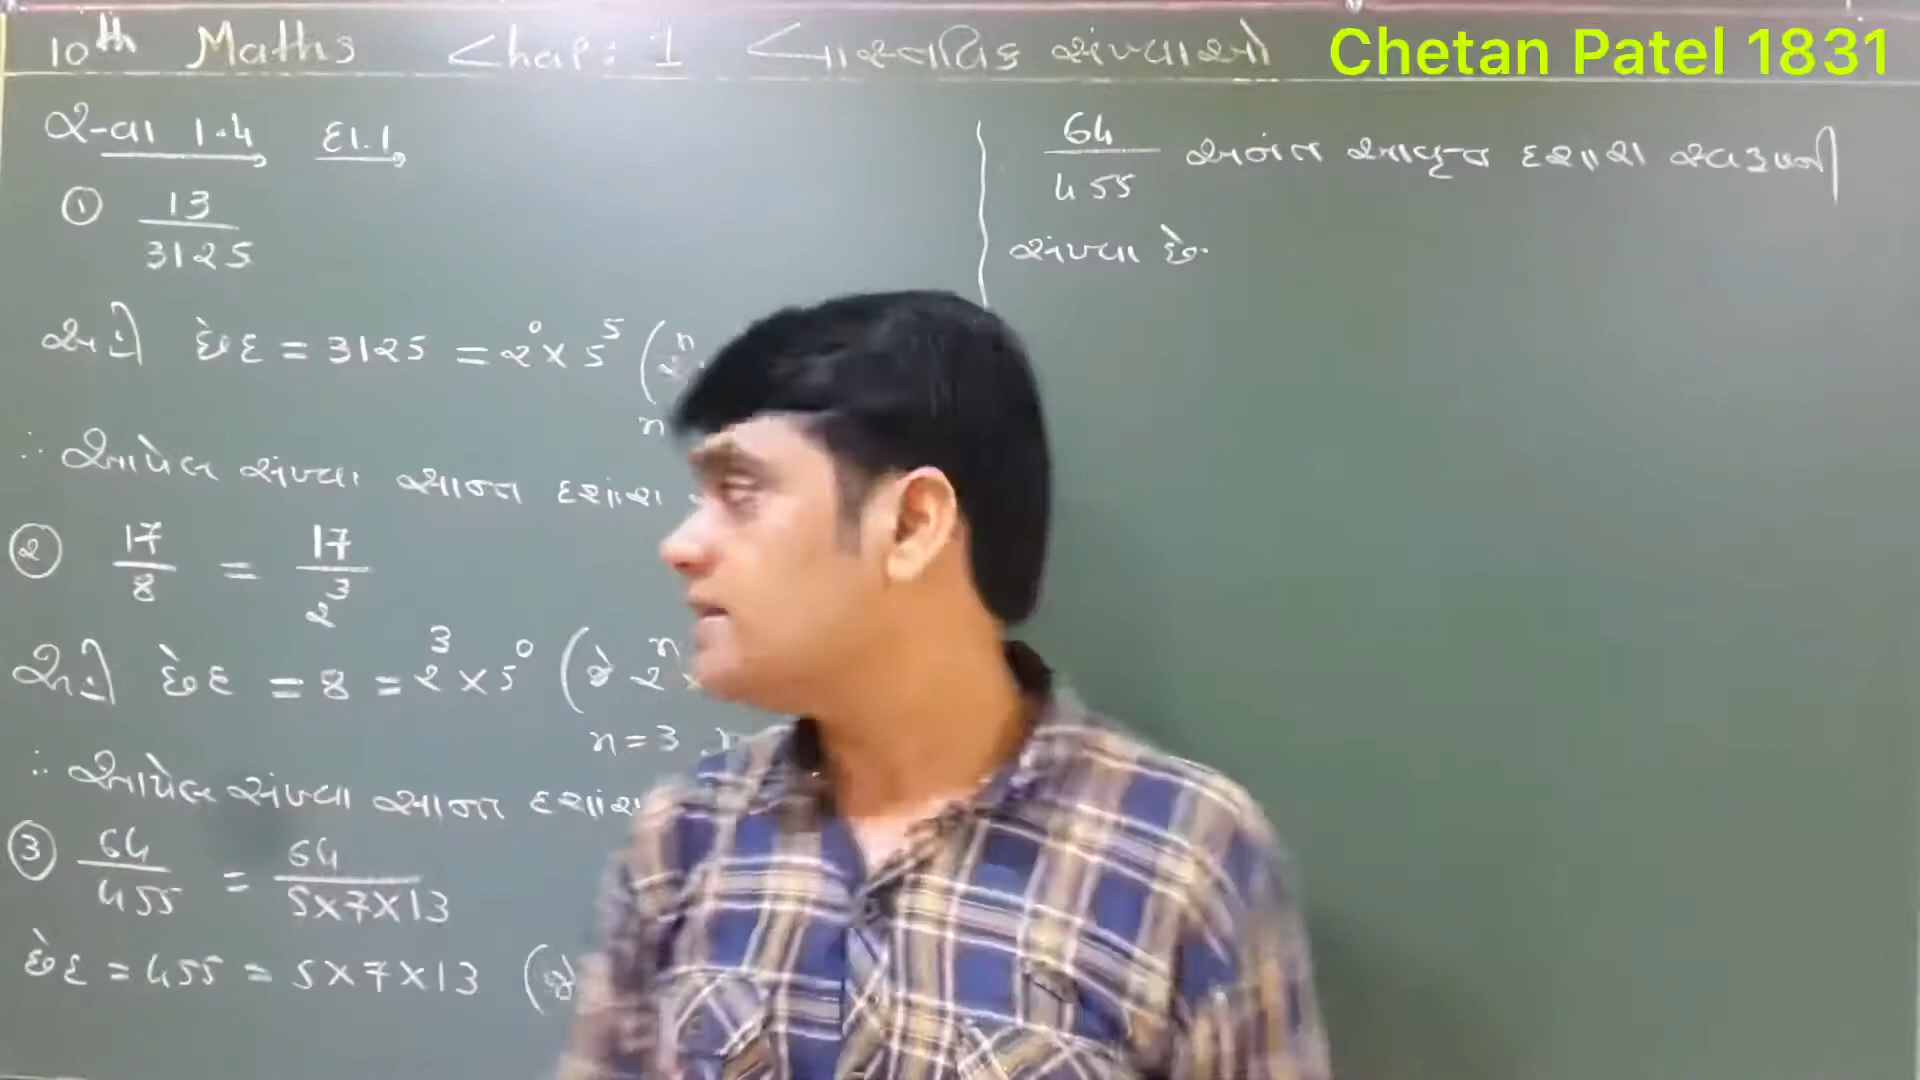 10th Maths Chap: 1 વાસ્તવિક સંખ્યાઓ
Chetan Patel 1831
સ્વા 1.4 દા.1
① 13/3125
અહીં છેદ = 3125 = 2⁰ × 5⁵ (2ⁿ
n
∴ આપેલ સંખ્યા સાન્ત દશાંશ
② 17/8 = 17/2³
અહીં છેદ = 8 = 2³ × 5⁰ (જે 2ⁿ ×
n = 3 ,
∴ આપેલ સંખ્યા સાન્ત દશાંશ
③ 64/455 = 64/5×7×13
છેદ = 455 = 5 × 7 × 13 (જે
64/455 અનંત આવૃત્ત દશાંશ સ્વરૂપની
સંખ્યા છે.